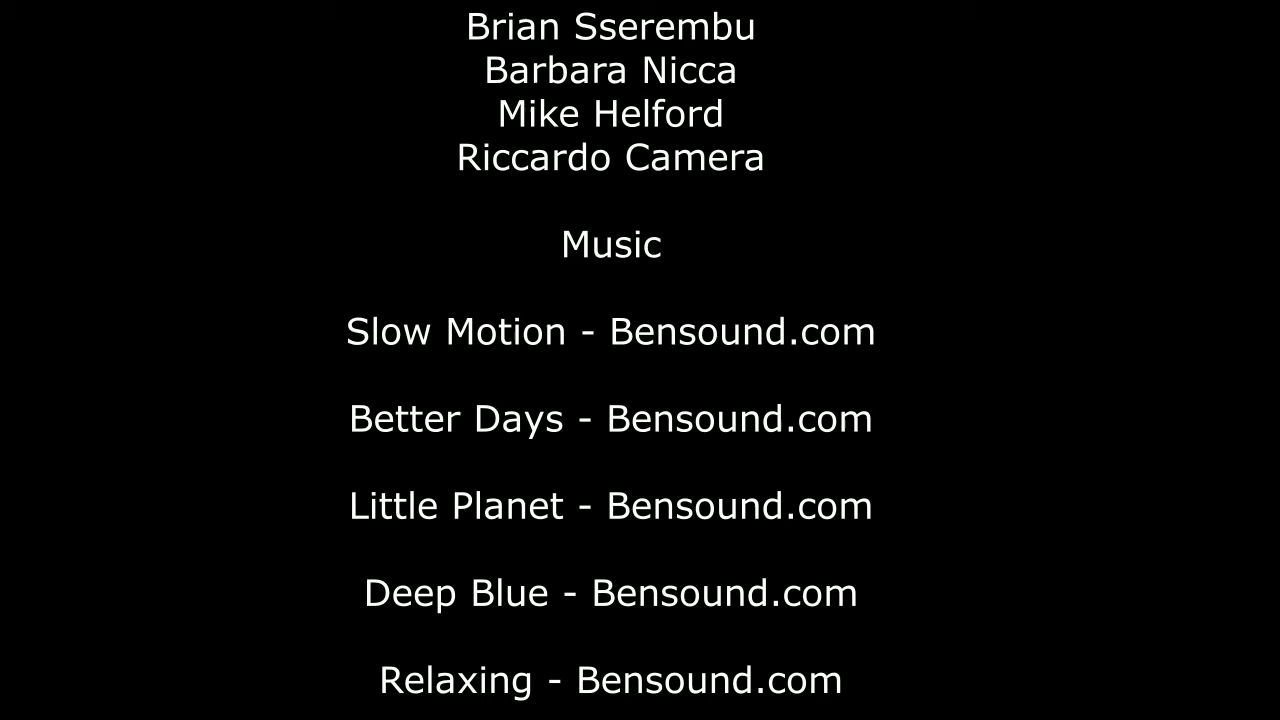 Brian Sserembu
Barbara Nicca
Mike Helford
Riccardo Camera
Music
Slow Motion - Bensound.com
Better Days - Bensound.com
Little Planet - Bensound.com
Deep Blue - Bensound.com
Relaxing - Bensound.com